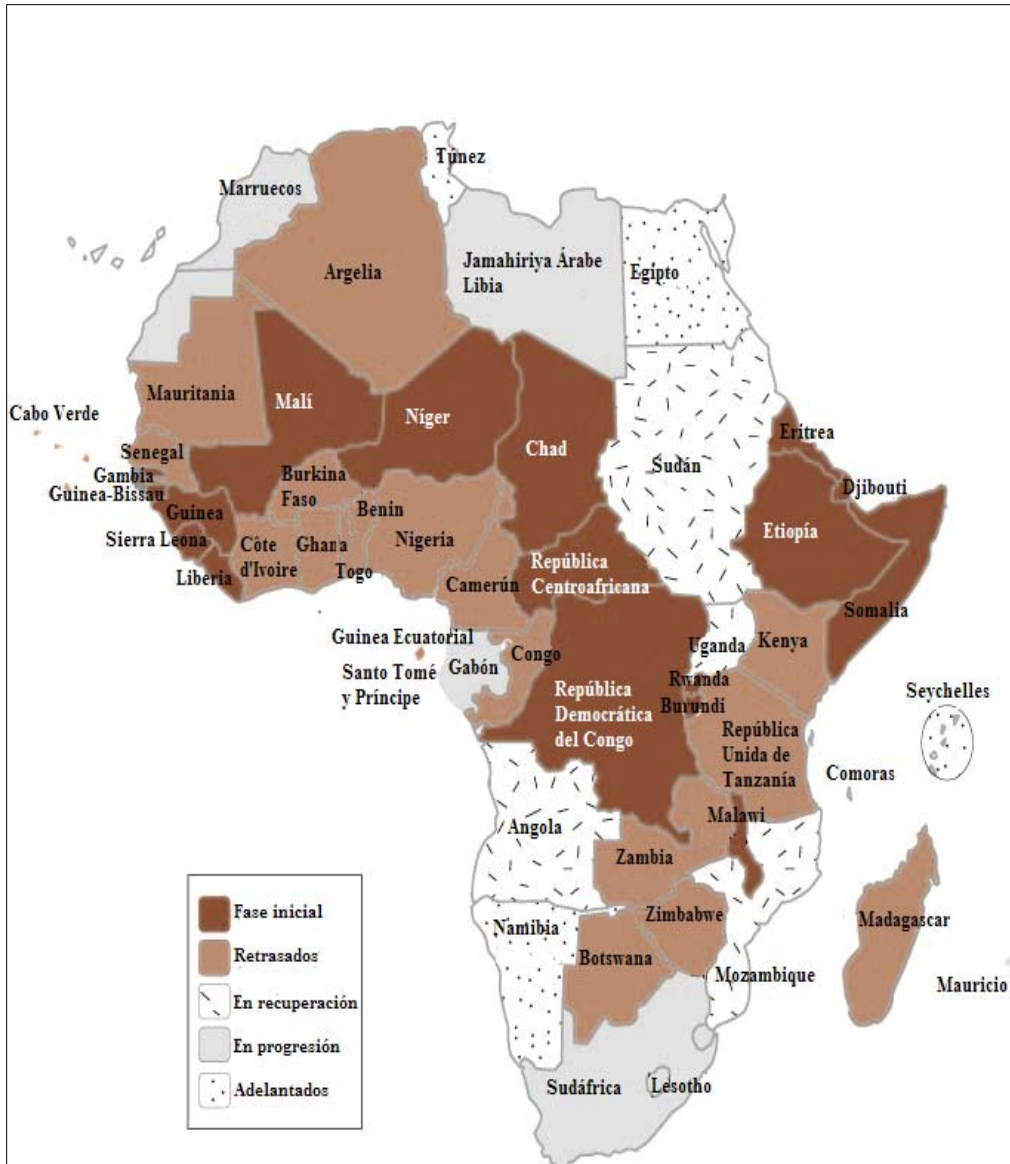 Túnez
Marruecos
Argelia
Jamahiriya Árabe
Libia
Egipto
Mauritania
Malí
Níger
Chad
Sudán
Eritrea
Cabo Verde
Senegal
Gambia
Guinea-Bissau
Guinea
Sierra Leona
Liberia
Burkina
Faso
Côte
d'Ivoire
Ghana
Togo
Benin
Nigeria
Camerún
República
Centroafricana
Djibouti
Etiopía
Somalia
Guinea Ecuatorial
Santo Tomé
y Príncipe
Gabón
Congo
República
Democrática
del Congo
Uganda
Kenya
Rwanda
Burundi
República
Unida de
Tanzanía
Seychelles
Comoras
Angola
Zambia
Malawi
Namibia
Botswana
Zimbabwe
Mozambique
Madagascar
Mauricio
Sudáfrica
Lesotho
Fase inicial
Retrasados
En recuperación
En progresión
Adelantados